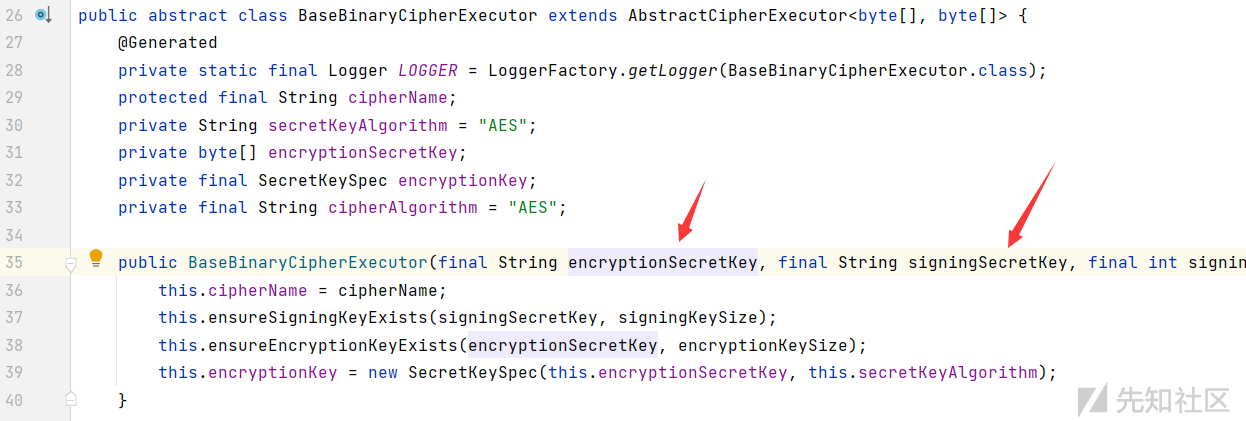 26 public abstract class BaseBinaryCipherExecutor extends AbstractCipherExecutor<byte[], byte[]> {
27 @Generated
28 private static final Logger LOGGER = LoggerFactory.getLogger(BaseBinaryCipherExecutor.class);
29 protected final String cipherName;
30 private String secretKeyAlgorithm = "AES";
31 private byte[] encryptionSecretKey;
32 private final SecretKeySpec encryptionKey;
33 private final String cipherAlgorithm = "AES";
34
35 public BaseBinaryCipherExecutor(final String encryptionSecretKey, final String signingSecretKey, final int signin
36 this.cipherName = cipherName;
37 this.ensureSigningKeyExists(signingSecretKey, signingKeySize);
38 this.ensureEncryptionKeyExists(encryptionSecretKey, encryptionKeySize);
39 this.encryptionKey = new SecretKeySpec(this.encryptionSecretKey, this.secretKeyAlgorithm);
40 }
先知社区